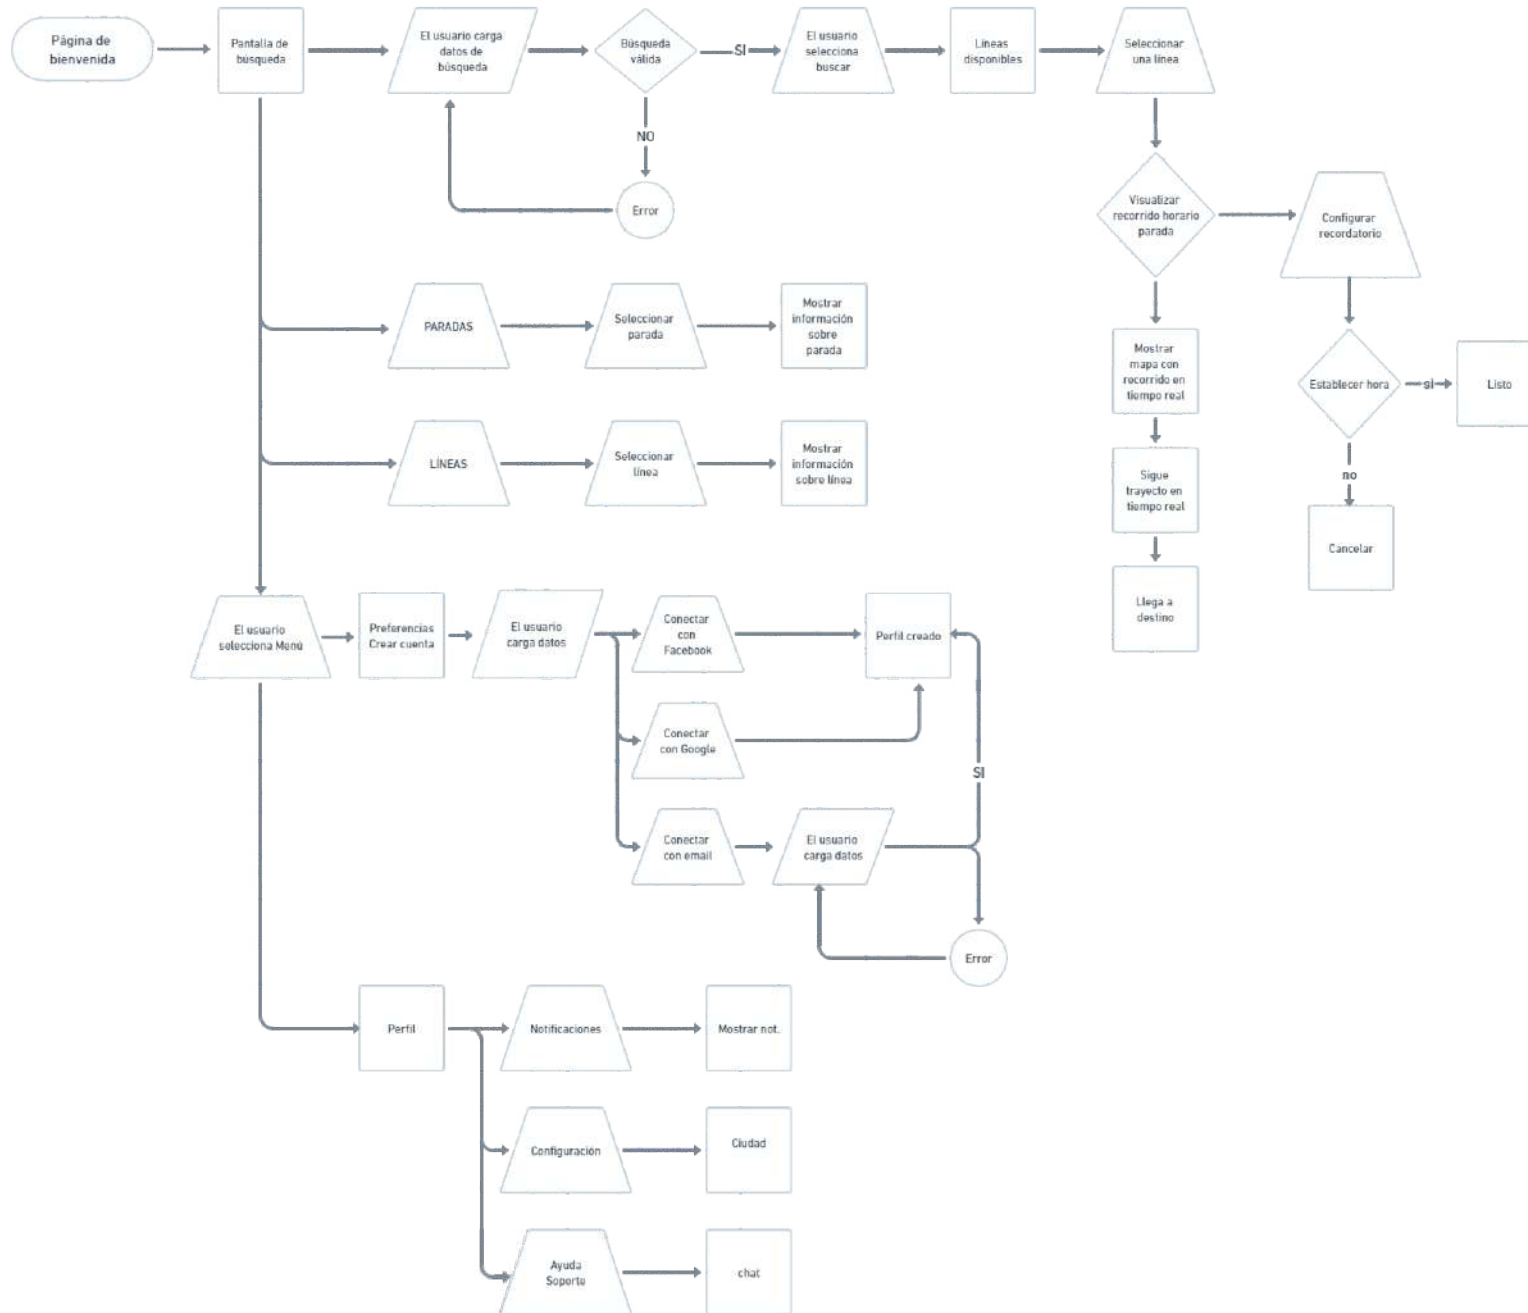 Página de
bienvenida
Pantalla de
búsqueda
El usuario carga
datos de
búsqueda
Búsqueda
válida
SI
El usuario
selecciona
buscar
Líneas
disponibles
Seleccionar
una línea
NO
Error
Visualizar
recorrido horario
parada
Configurar
recordatorio
PARADAS
Seleccionar
parada
Mostrar
información
sobre
parada
Mostrar
mapa con
recorrido en
tiempo real
Establecer hora
si
Listo
LÍNEAS
Seleccionar
línea
Mostrar
información
sobre línea
Sigue
trayecto en
tiempo real
no
Cancelar
El usuario
selecciona Menú
Preferencias
Crear cuenta
El usuario
carga datos
Conectar
con
Facebook
Perfil creado
Llega a
destino
Conectar
con Google
SI
Conectar
con email
El usuario
carga datos
Error
Perfil
Notificaciones
Mostrar not.
Configuración
Ciudad
Ayuda
Soporte
chat